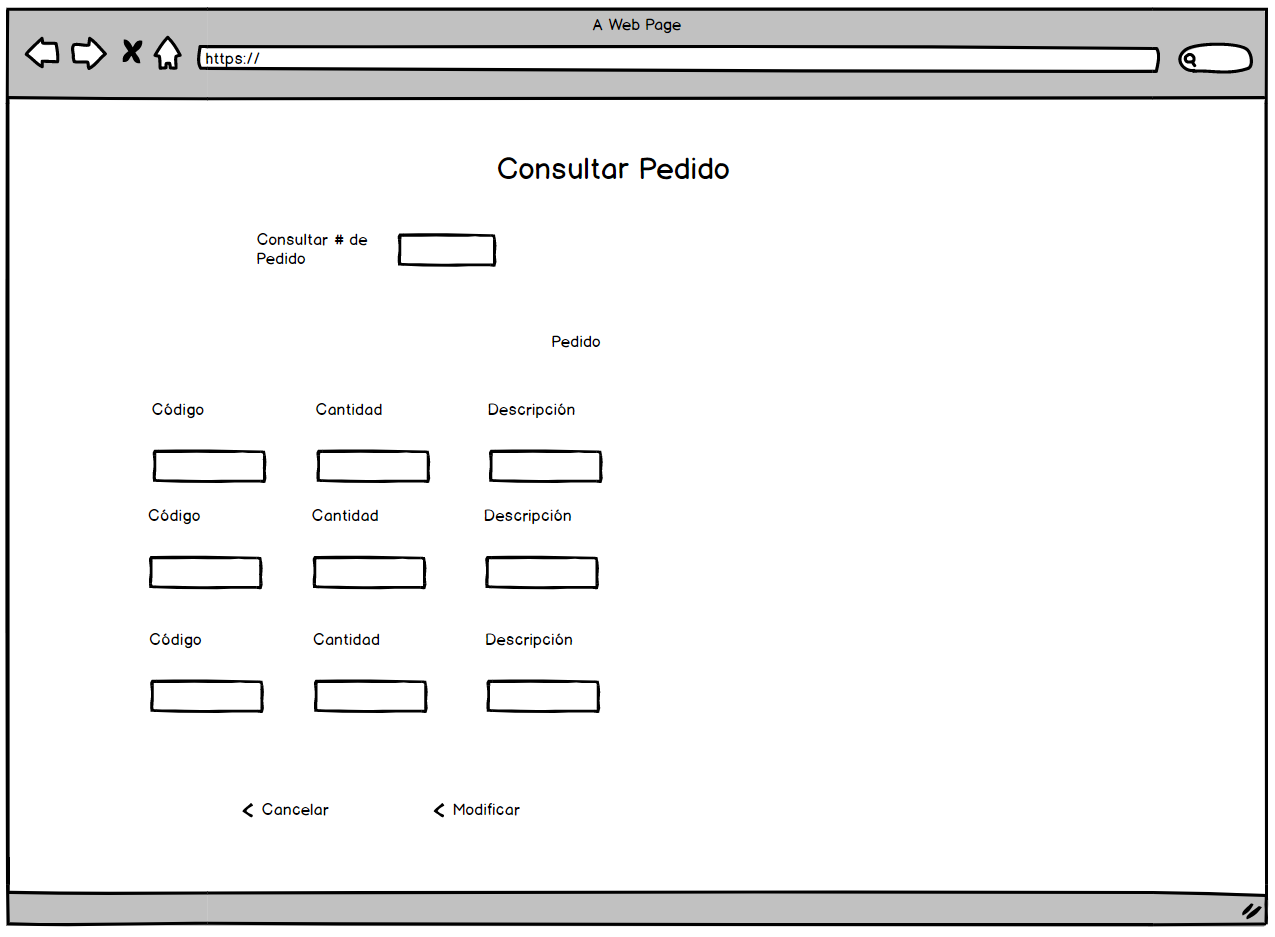 A Web Page
https://
Consultar Pedido
Consultar # de
Pedido
Pedido
Código Cantidad Descripción
Código Cantidad Descripción
Código Cantidad Descripción
Cancelar Modificar